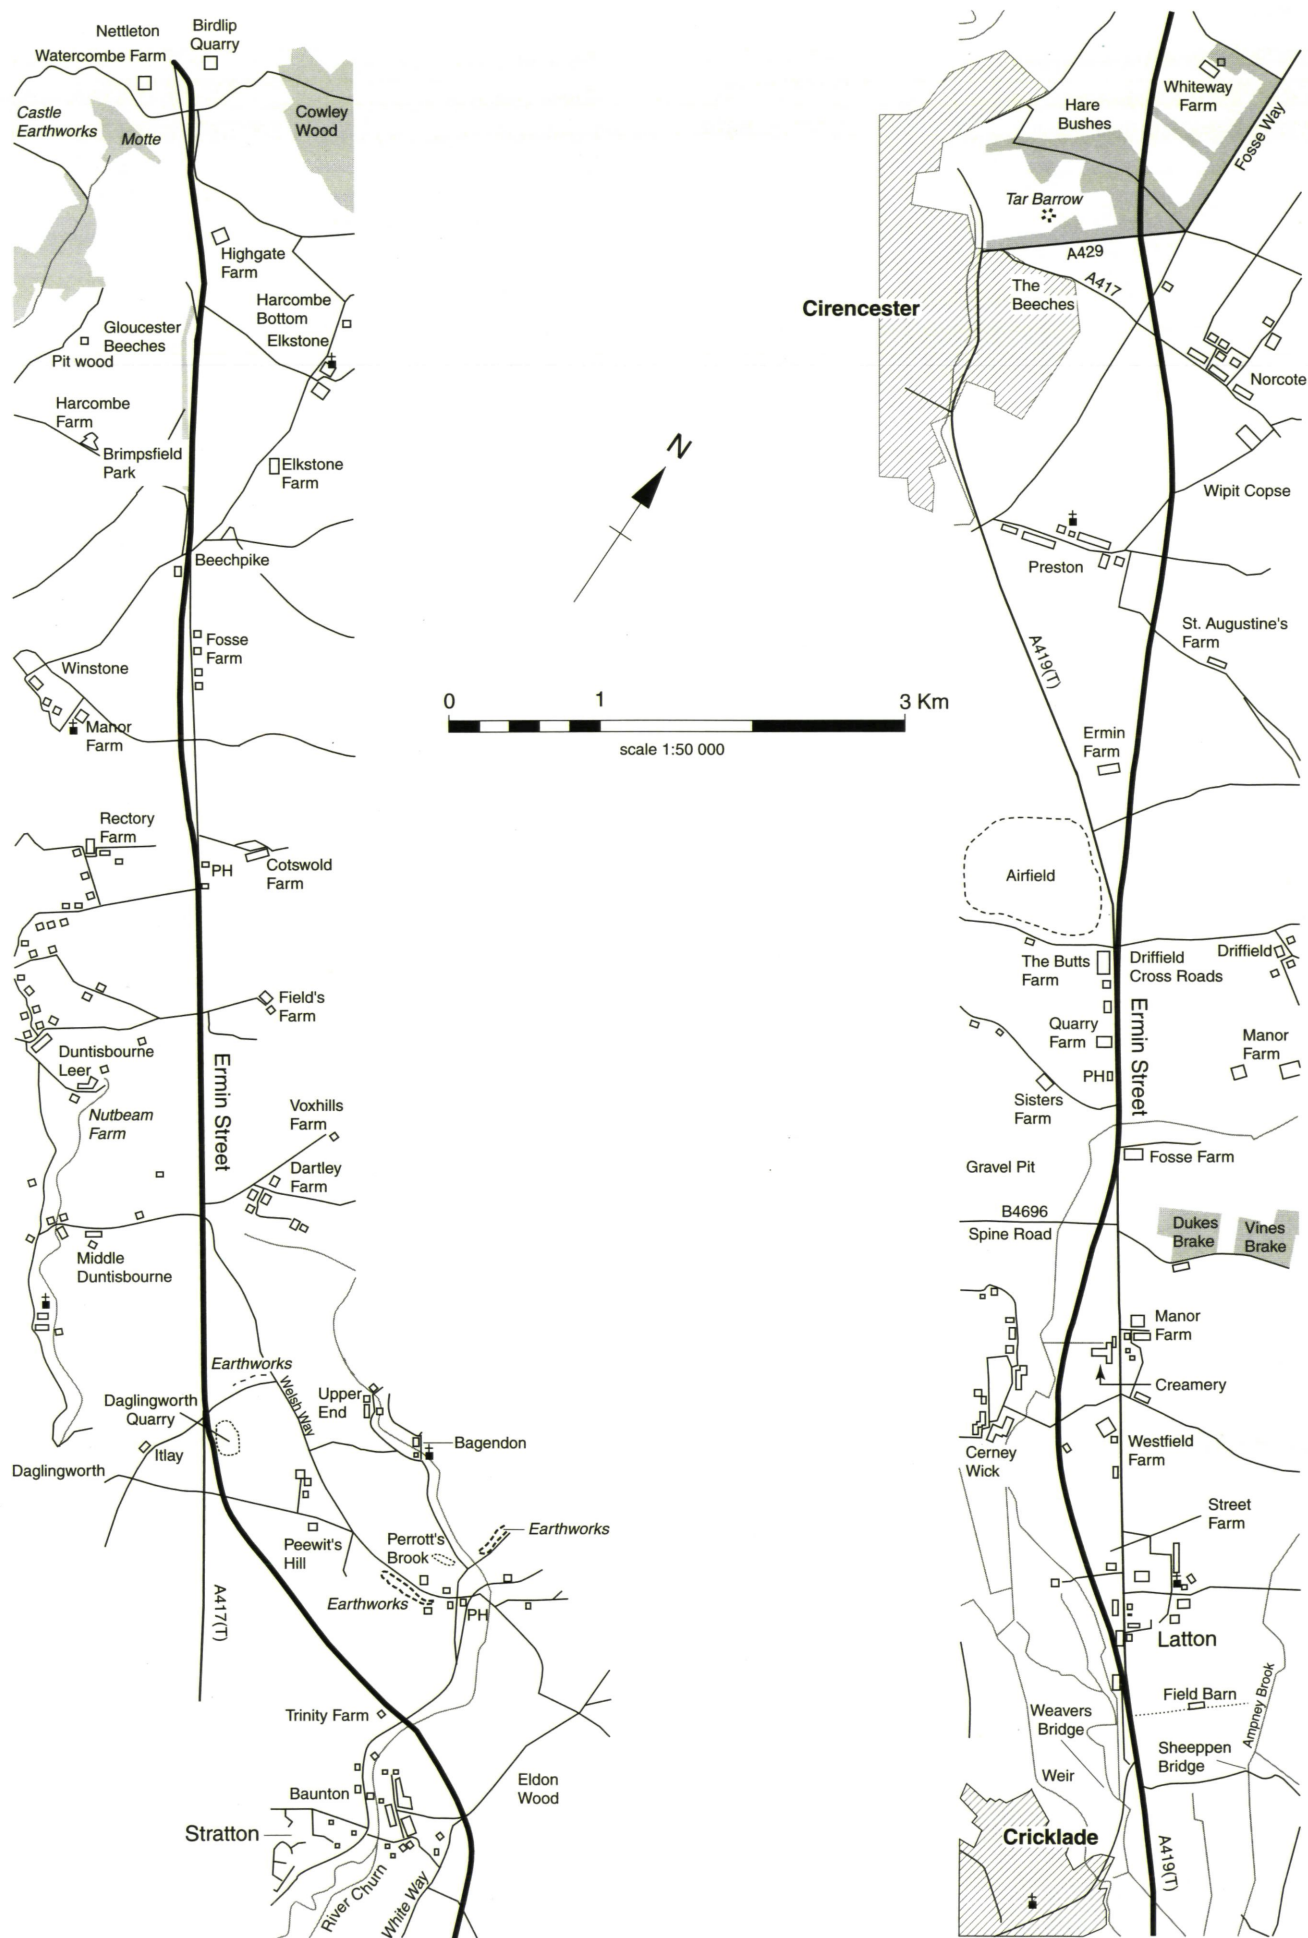 Nettleton
Birdlip
Quarry
Watercombe Farm
Castle
Earthworks
Motte
Cowley
Wood
Highgate
Farm
Harcombe
Bottom
Elkstone
Gloucester
Beeches
Pit wood
Harcombe
Farm
Brimpsfield
Park
Elkstone
Farm
Beechpike
Fosse
Farm
Winstone
Manor
Farm
Rectory
Farm
PH
Cotswold
Farm
Field's
Farm
Duntisbourne
Leer
Nutbeam
Farm
Ermin Street
Voxhills
Farm
Dartley
Farm
Middle
Duntisbourne
Earthworks
Welsh Way
Daglingworth
Quarry
Upper
End
Itlay
Bagendon
Daglingworth
Peewit's
Hill
Perrott's
Brook
Earthworks
Earthworks
PH
A417(T)
Trinity Farm
Baunton
Eldon
Wood
Stratton
River Churn
White Way
N
0 1 3 Km
scale 1:50 000
Whiteway
Farm
Hare
Bushes
Fosse Way
Tar Barrow
A429
A417
The
Beeches
Cirencester
Norcote
Wipit Copse
Preston
St. Augustine's
Farm
A419(T)
Ermin
Farm
Airfield
The Butts
Farm
Driffield
Cross Roads
Driffield
Ermin Street
Quarry
Farm
Manor
Farm
PH
Sisters
Farm
Fosse Farm
Gravel Pit
B4696
Spine Road
Dukes
Brake
Vines
Brake
Manor
Farm
Creamery
Cerney
Wick
Westfield
Farm
Street
Farm
Latton
Field Barn
Ampney Brook
Weavers
Bridge
Sheeppen
Bridge
Weir
Cricklade
A419(T)